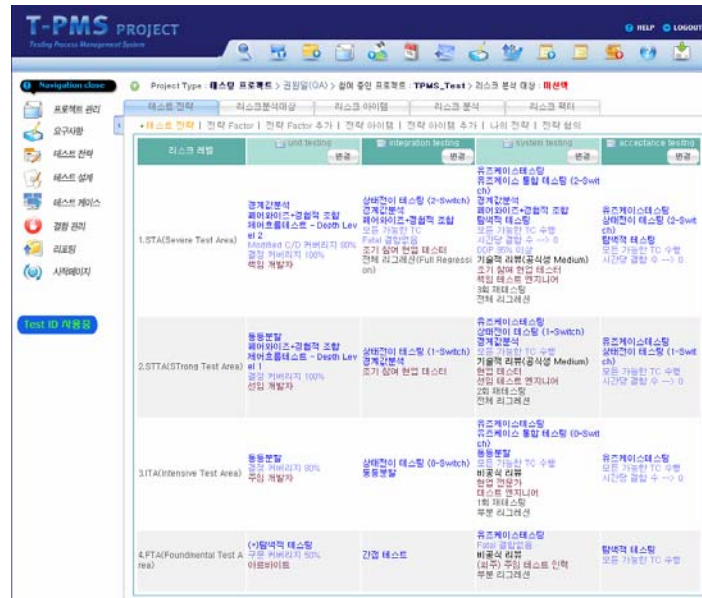 T-PMS PROJECT
Testing Process Management System
HELP LOGOUT
Navigation close
Project Type : 테스팅 프로젝트 > 권원일(QA) > 참여 중인 프로젝트 : TPMS_Test > 리스크 분석 대상 : 미선택
프로젝트 관리
요구사항
테스트 전략
테스트 설계
테스트 케이스
결함 관리
리포팅
시작페이지
Test ID 사용중
테스트 전략 리스크분석대상 리스크 아이템 리스크 분석 리스크 팩터
테스트 전략 | 전략 Factor | 전략 Factor 추가 | 전략 아이템 | 전략 아이템 추가 | 나의 전략 | 전략 협의
리스크 레벨
unit testing
변경
integration testing
변경
system testing
변경
acceptance testing
변경
1.STA(Severe Test Area)
경계값분석
페어와이즈+경험적 조합
제어흐름테스트 - Depth Lev
el 2
Modified C/D 커버리지 80%
결정 커버리지 100%
책임 개발자
상태전이 테스팅 (2-Switch)
경계값분석
페어와이즈+경험적 조합
모든 가능한 TC
Fatal 결함없음
조기 참여 현업 테스터
전체 리그레션(Full Regressi
on)
유즈케이스테스팅
유즈케이스 통합 테스팅 (2-Swit
ch)
경계값분석
페어와이즈+경험적 조합
탐색적 테스팅
모든 가능한 TC 수행
시간당 결함 수 --> 0
DDP 95% 이상
기술적 리뷰(공식성 Medium)
조기 참여 현업 테스터
책임 테스트 엔지니어
3회 재테스팅
전체 리그레션
유즈케이스테스팅
상태전이 테스팅 (2-Swit
ch)
탐색적 테스팅
모든 가능한 TC 수행
시간당 결함 수 --> 0
2.STTA(STrong Test Area)
동등분할
페어와이즈+경험적 조합
제어흐름테스트 - Depth Lev
el 1
결정 커버리지 100%
선임 개발자
상태전이 테스팅 (1-Switch)
경계값분석
조기 참여 현업 테스터
유즈케이스테스팅
상태전이 테스팅 (1-Switch)
경계값분석
모든 가능한 TC 수행
기술적 리뷰(공식성 Medium)
현업 테스터
선임 테스트 엔지니어
2회 재테스팅
전체 리그레션
유즈케이스테스팅
상태전이 테스팅 (1-Swit
ch)
모든 가능한 TC 수행
시간당 결함 수 --> 0
3.ITA(Intensive Test Area)
동등분할
결정 커버리지 80%
주임 개발자
상태전이 테스팅 (0-Switch)
동등분할
유즈케이스테스팅
유즈케이스 통합 테스팅 (0-Swit
ch)
동등분할
모든 가능한 TC 수행
비공식 리뷰
현업 전문가
테스트 엔지니어
1회 재테스팅
부분 리그레션
유즈케이스테스팅
모든 가능한 TC 수행
시간당 결함 수 --> 0
4.FTA(Foundmental Test A
rea)
(*)탐색적 테스팅
구문 커버리지 50%
아르바이트
간접 테스트
유즈케이스테스팅
Fatal 결함없음
비공식 리뷰
(외주) 주임 테스트 인력
부분 리그레션
탐색적 테스팅
모든 가능한 TC 수행